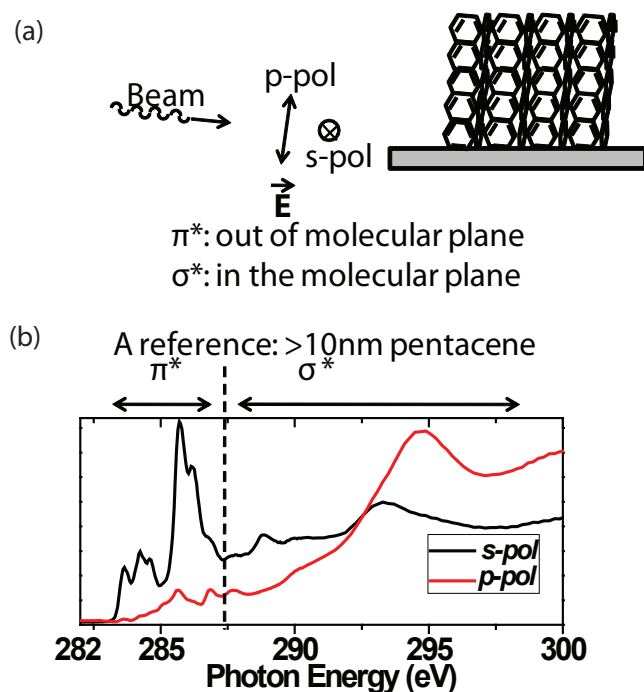 (a)
Beam
p-pol
s-pol
E
π*: out of molecular plane
σ*: in the molecular plane
(b)
A reference: >10nm pentacene
π* σ*
s-pol
p-pol
282 285 290 295 300
Photon Energy (eV)